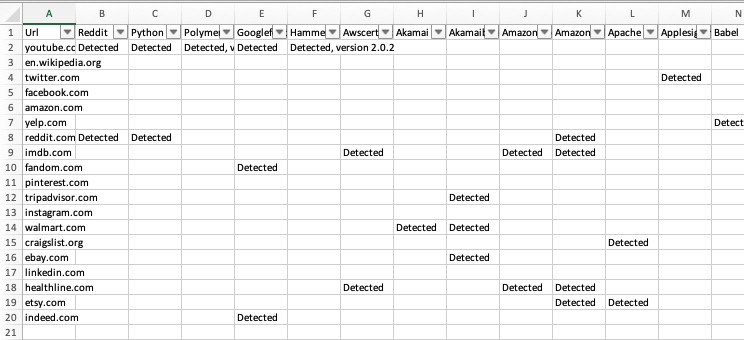 A B C D E F G H I J K L M N
1 Url Reddit Python Polymer Googlef Hamme Awscert Akamai Akamaib Amazon Amazon Apache Applesig Babel
2 youtube.cc Detected Detected Detected, v Detected Detected, version 2.0.2
3 en.wikipedia.org
4 twitter.com Detected
5 facebook.com
6 amazon.com
7 yelp.com Detect
8 reddit.com Detected Detected Detected
9 imdb.com Detected Detected Detected
10 fandom.com Detected
11 pinterest.com
12 tripadvisor.com Detected
13 instagram.com
14 walmart.com Detected Detected
15 craigslist.org Detected
16 ebay.com Detected
17 linkedin.com
18 healthline.com Detected Detected Detected
19 etsy.com Detected Detected
20 indeed.com Detected
21